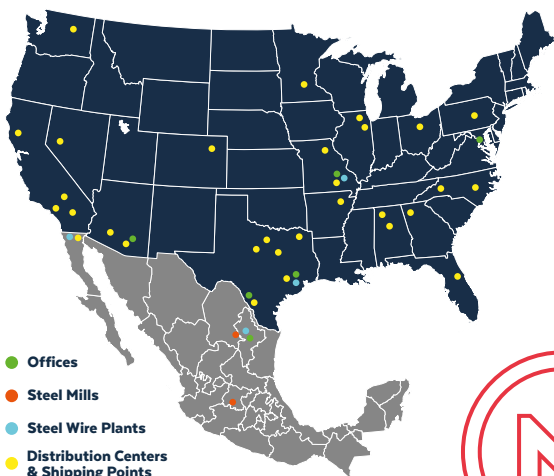 Offices
Steel Mills
Steel Wire Plants
Distribution Centers
& Shipping Points